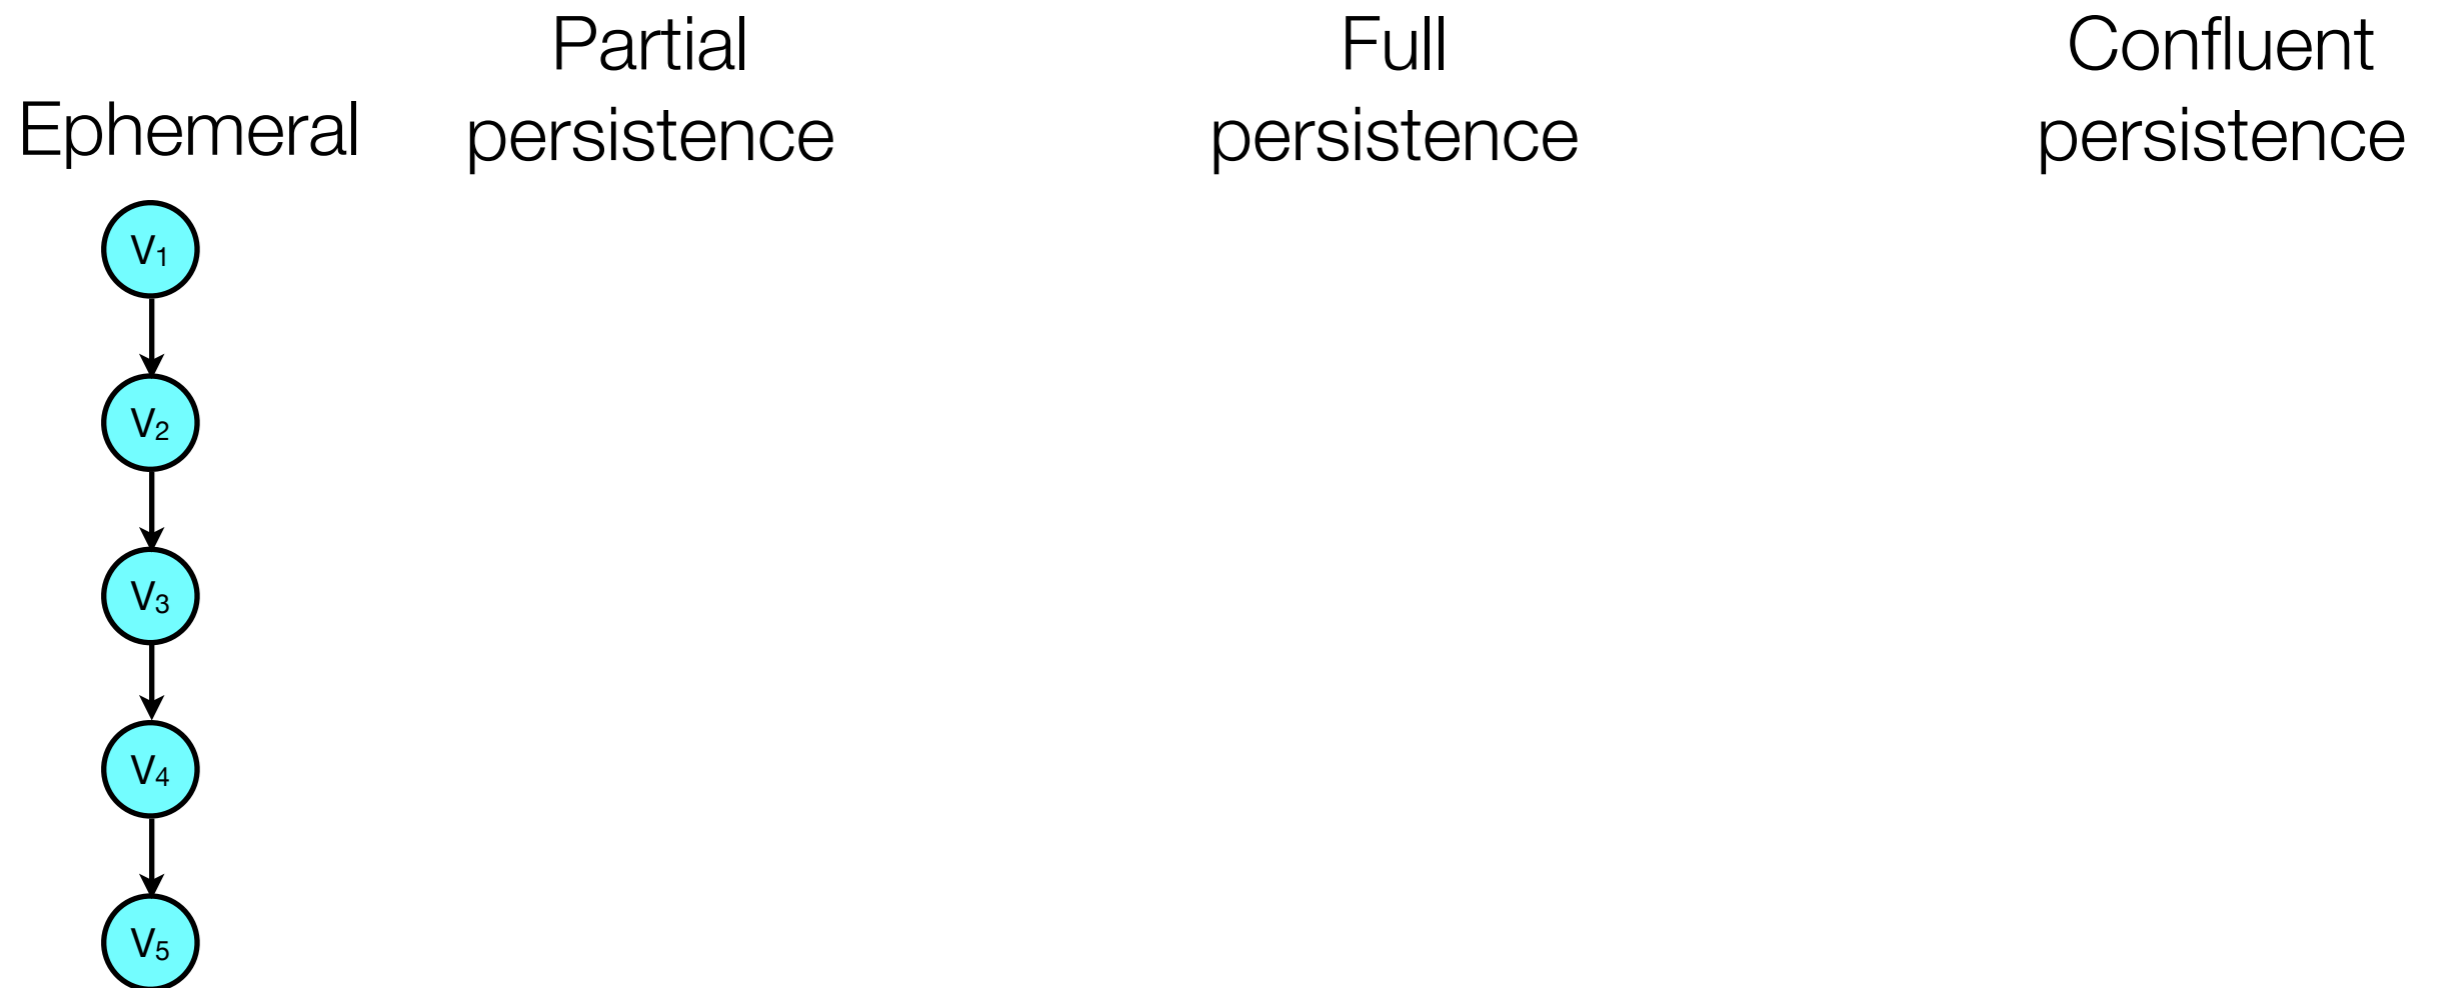 Ephemeral
Partial
persistence
Full
persistence
Confluent
persistence
V₁
V₂
V₃
V₄
V₅